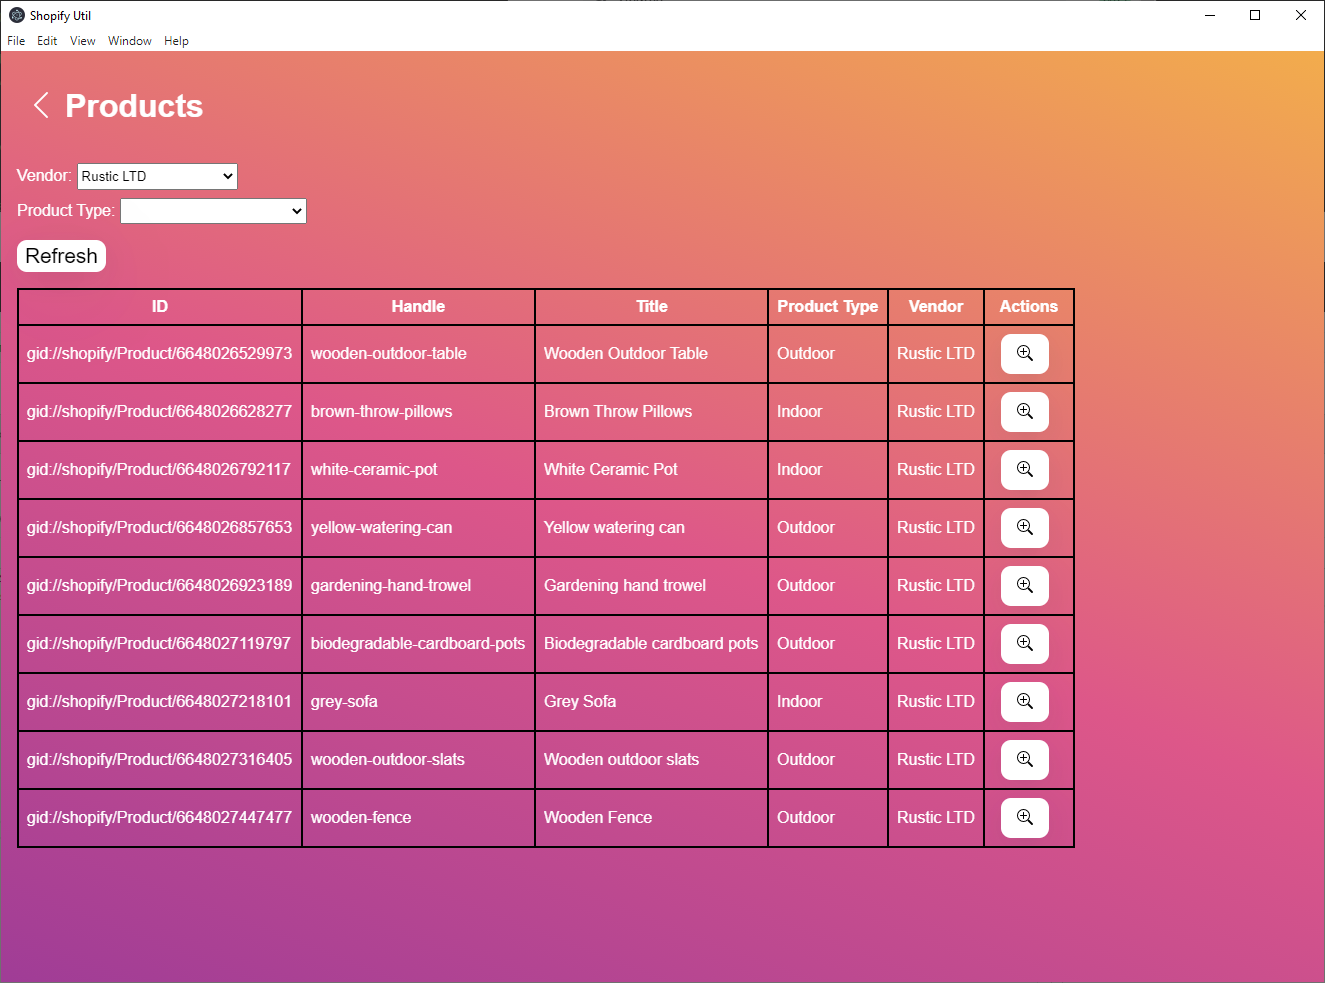 Shopify Util
File Edit View Window Help
Products
Vendor: Rustic LTD
Product Type:
Refresh
ID Handle Title Product Type Vendor Actions
gid://shopify/Product/6648026529973 wooden-outdoor-table Wooden Outdoor Table Outdoor Rustic LTD
gid://shopify/Product/6648026628277 brown-throw-pillows Brown Throw Pillows Indoor Rustic LTD
gid://shopify/Product/6648026792117 white-ceramic-pot White Ceramic Pot Indoor Rustic LTD
gid://shopify/Product/6648026857653 yellow-watering-can Yellow watering can Outdoor Rustic LTD
gid://shopify/Product/6648026923189 gardening-hand-trowel Gardening hand trowel Outdoor Rustic LTD
gid://shopify/Product/6648027119797 biodegradable-cardboard-pots Biodegradable cardboard pots Outdoor Rustic LTD
gid://shopify/Product/6648027218101 grey-sofa Grey Sofa Indoor Rustic LTD
gid://shopify/Product/6648027316405 wooden-outdoor-slats Wooden outdoor slats Outdoor Rustic LTD
gid://shopify/Product/6648027447477 wooden-fence Wooden Fence Outdoor Rustic LTD